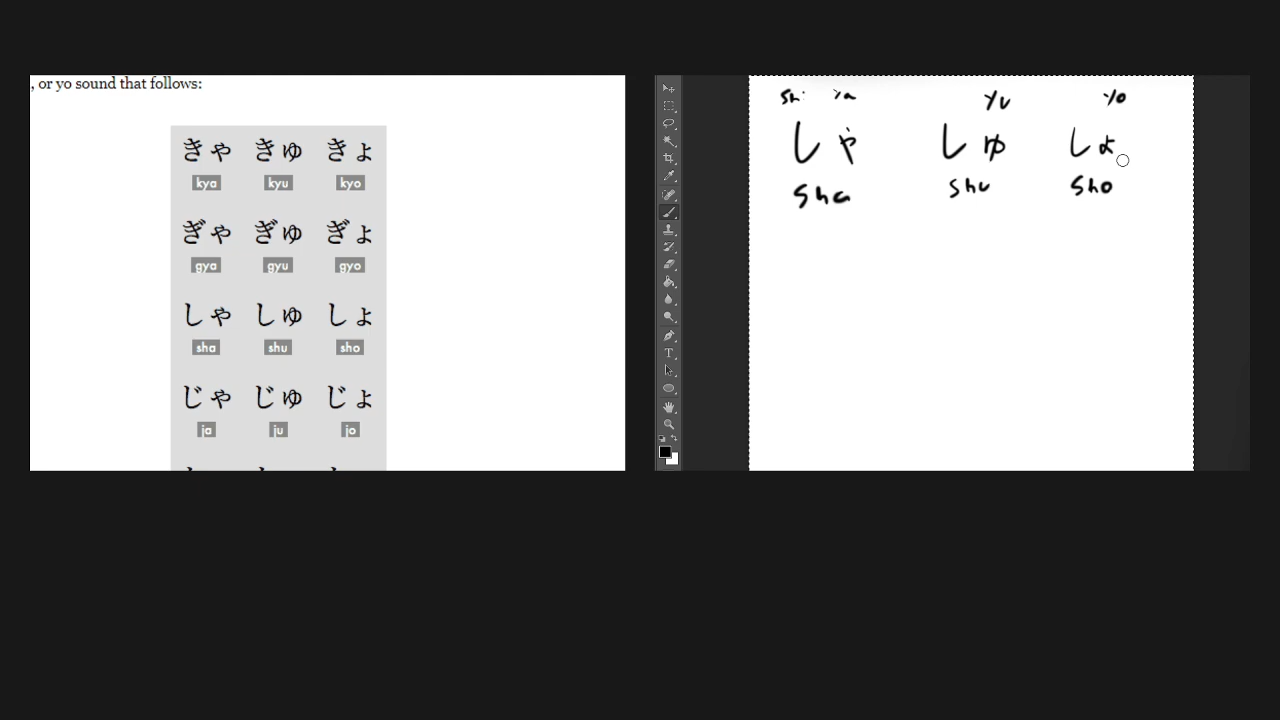 , or yo sound that follows:
きゃ きゅ きょ
kya kyu kyo
ぎゃ ぎゅ ぎょ
gya gyu gyo
しゃ しゅ しょ
sha shu sho
じゃ じゅ じょ
ja ju jo
shi ya yu yo
しゃ しゅ しょ
sha shu sho